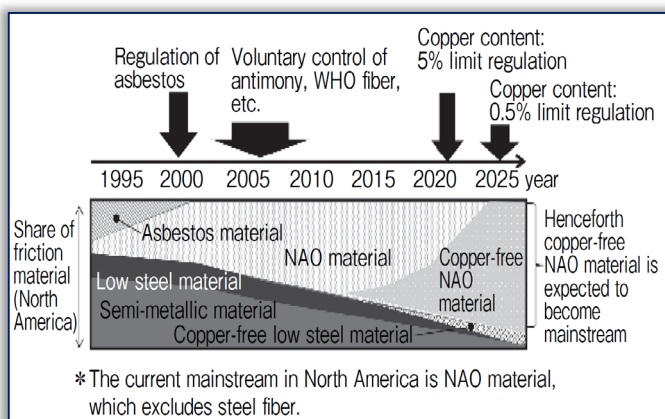 Regulation of
asbestos
Voluntary control of
antimony, WHO fiber,
etc.
Copper content:
5% limit regulation
Copper content:
0.5% limit regulation
1995 2000 2005 2010 2015 2020 2025 year
Share of
friction
material
(North
America)
Asbestos material
NAO material
Copper-free
NAO
material
Low steel material
Semi-metallic material
Copper-free low steel material
Henceforth
copper-free
NAO material is
expected to
become
mainstream
* The current mainstream in North America is NAO material,
which excludes steel fiber.